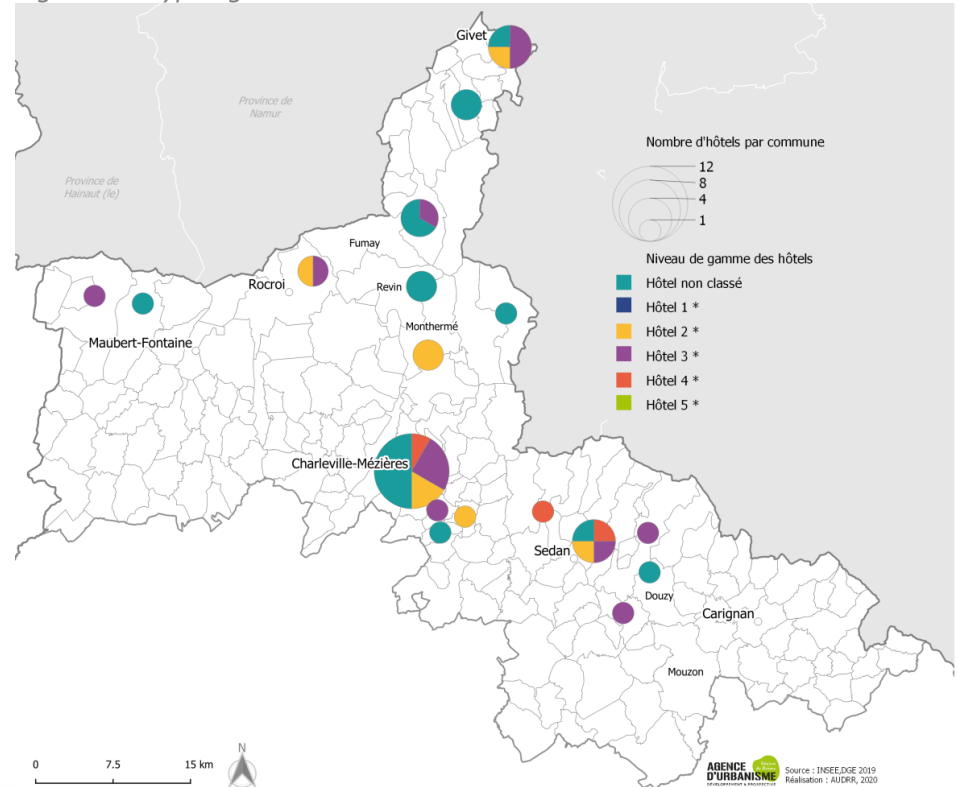 Givet
Province de
Namur
Nombre d'hôtels par commune
12
8
4
1
Province de
Hainaut (le)
Fumay
Niveau de gamme des hôtels
Hôtel non classé
Hôtel 1 *
Hôtel 2 *
Hôtel 3 *
Hôtel 4 *
Hôtel 5 *
Rocroi
Revin
Monthermé
Maubert-Fontaine
Charleville-Mézières
Sedan
Douzy
Carignan
Mouzon
N
0 7.5 15 km
AGENCE
D'URBANISME
DÉVELOPPEMENT & PROSPECTIVE
Source : INSEE,DGE 2019
Réalisation : AUDRR, 2020